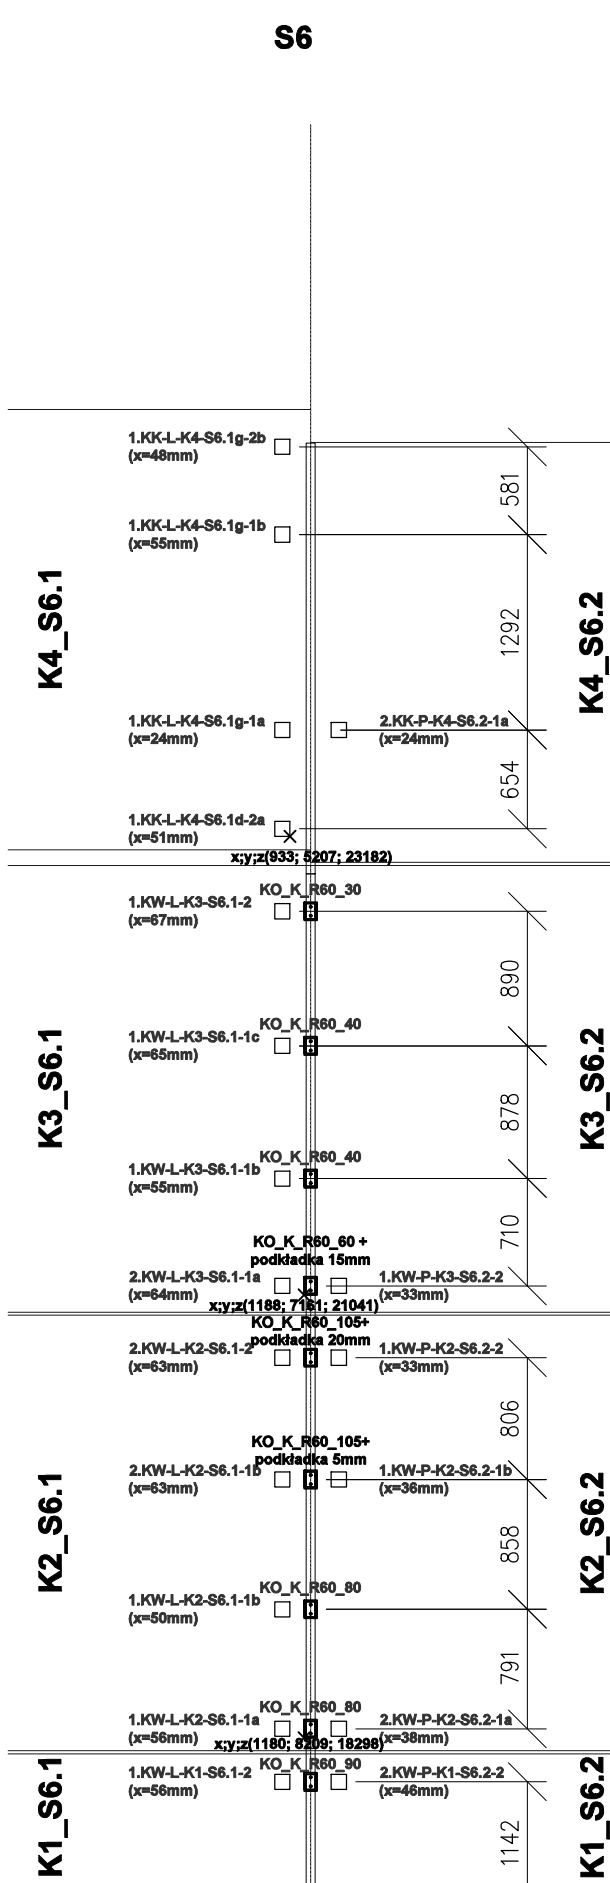 S6
1.KK-L-K4-S6.1g-2b
(x=48mm)
581
1.KK-L-K4-S6.1g-1b
(x=55mm)
K4_S6.1
K4_S6.2
1292
1.KK-L-K4-S6.1g-1a
(x=24mm)
2.KK-P-K4-S6.2-1a
(x=24mm)
654
1.KK-L-K4-S6.1d-2a
(x=51mm)
x;y;z(933; 5207; 23182)
KO_K_R60_30
1.KW-L-K3-S6.1-2
(x=67mm)
890
KO_K_R60_40
1.KW-L-K3-S6.1-1c
(x=65mm)
K3_S6.1
K3_S6.2
878
KO_K_R60_40
1.KW-L-K3-S6.1-1b
(x=55mm)
710
KO_K_R60_60 +
podkładka 15mm
2.KW-L-K3-S6.1-1a
(x=64mm)
1.KW-P-K3-S6.2-2
(x=33mm)
x;y;z(1188; 7161; 21041)
KO_K_R60_105+
podkładka 20mm
2.KW-L-K2-S6.1-2
(x=63mm)
1.KW-P-K2-S6.2-2
(x=33mm)
806
KO_K_R60_105+
podkładka 5mm
2.KW-L-K2-S6.1-1b
(x=63mm)
1.KW-P-K2-S6.2-1b
(x=36mm)
K2_S6.1
K2_S6.2
858
KO_K_R60_80
1.KW-L-K2-S6.1-1b
(x=50mm)
791
KO_K_R60_80
1.KW-L-K2-S6.1-1a
(x=56mm)
2.KW-P-K2-S6.2-1a
(x=38mm)
x;y;z(1180; 8209; 18298)
KO_K_R60_90
1.KW-L-K1-S6.1-2
(x=56mm)
2.KW-P-K1-S6.2-2
(x=46mm)
K1_S6.1
K1_S6.2
1142